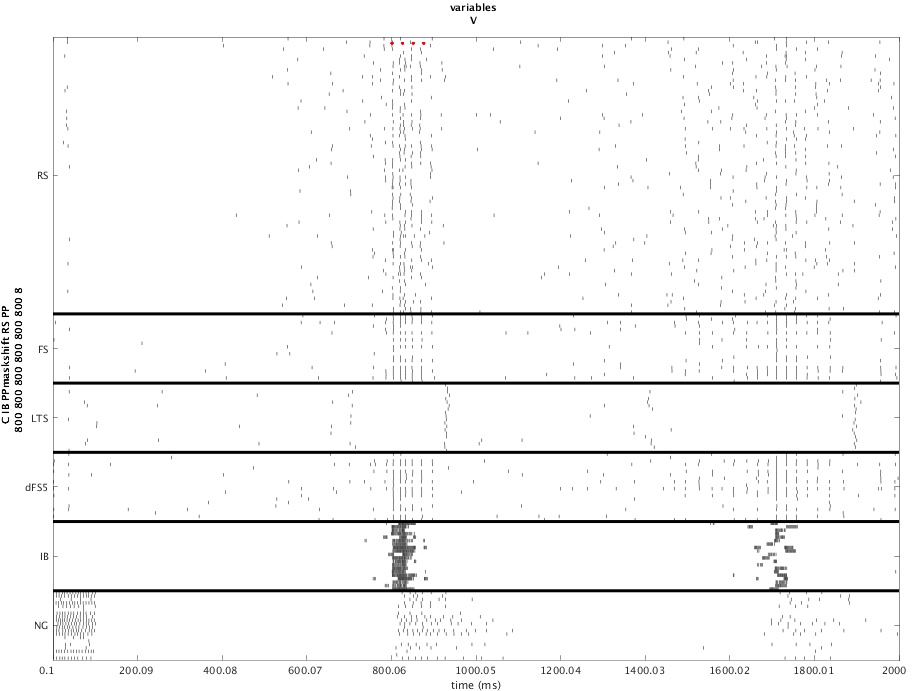 variables
V
C IB PPmaskshift RS PP
800 800 800 800 800 800 8
RS
FS
LTS
dFS5
IB
NG
0.1 200.09 400.08 600.07 800.06 1000.05 1200.04 1400.03 1600.02 1800.01 2000
time (ms)